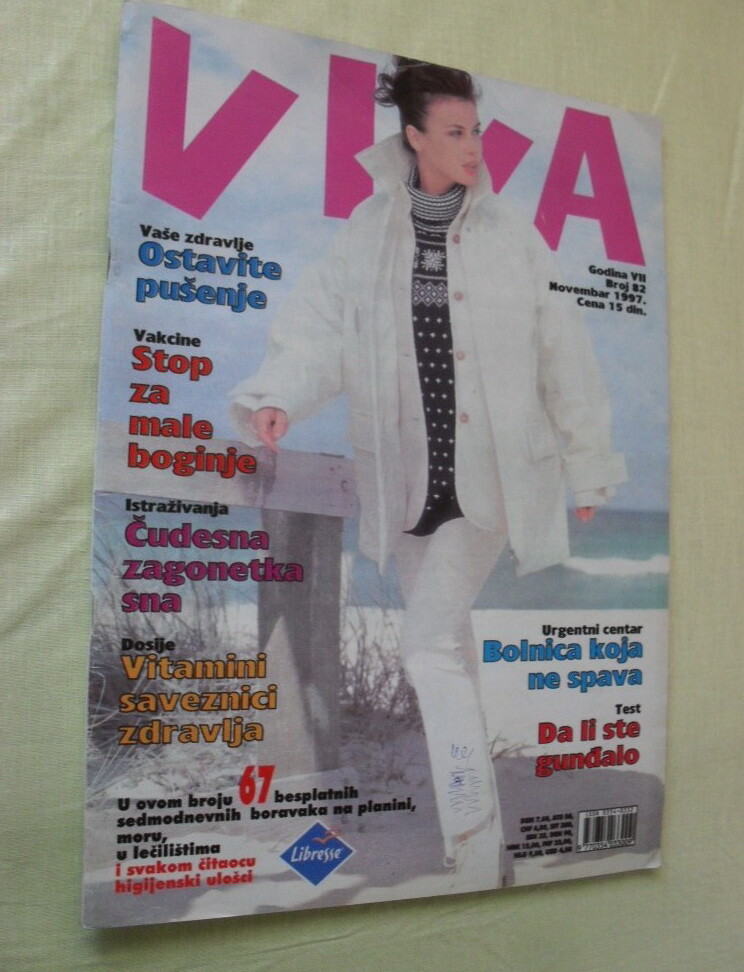 VIVA
Godina VII
Broj 82
Novembar 1997.
Cena 15 din.
Vaše zdravlje
Ostavite
pušenje
Vakcine
Stop
za
male
boginje
Istraživanja
Čudesna
zagonetka
sna
Dosije
Vitamini
saveznici
zdravlja
Urgentni centar
Bolnica koja
ne spava
Test
Da li ste
gunđalo
U ovom broju 67 besplatnih
sedmodnevnih boravaka na planini,
moru,
u lečilištima
i svakom čitaocu
higijenski ulošci
Libresse